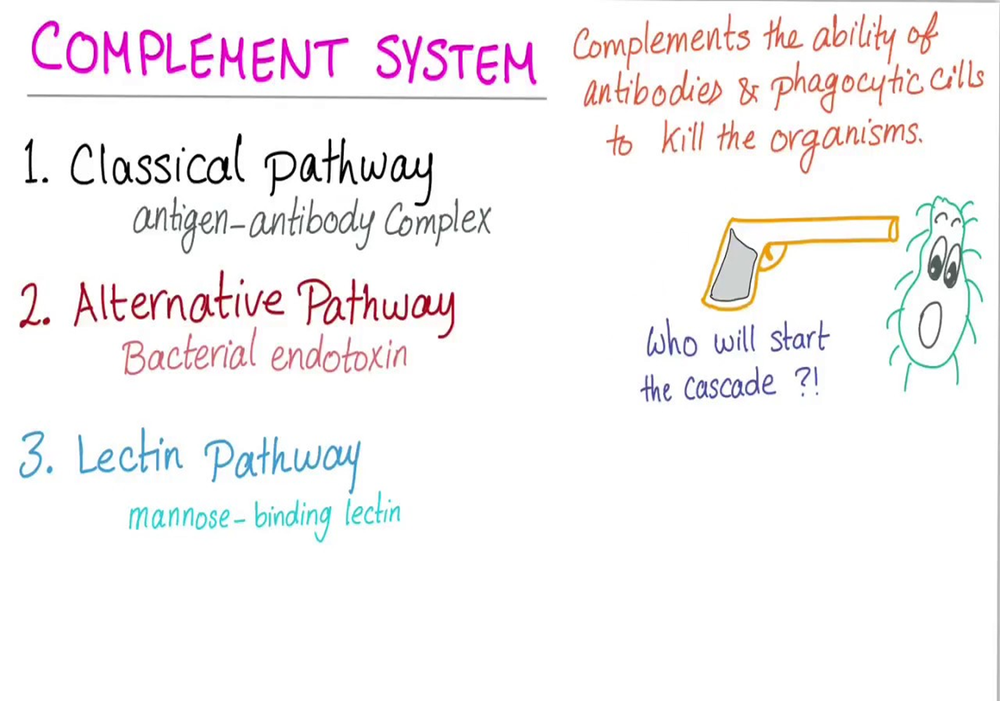 COMPLEMENT SYSTEM
Complements the ability of
antibodies & phagocytic cills
to kill the organisms.
1. Classical pathway
antigen-antibody Complex
2. Alternative Pathway
Bacterial endotoxin
3. Lectin Pathway
mannose-binding lectin
Who will start
the cascade ?!